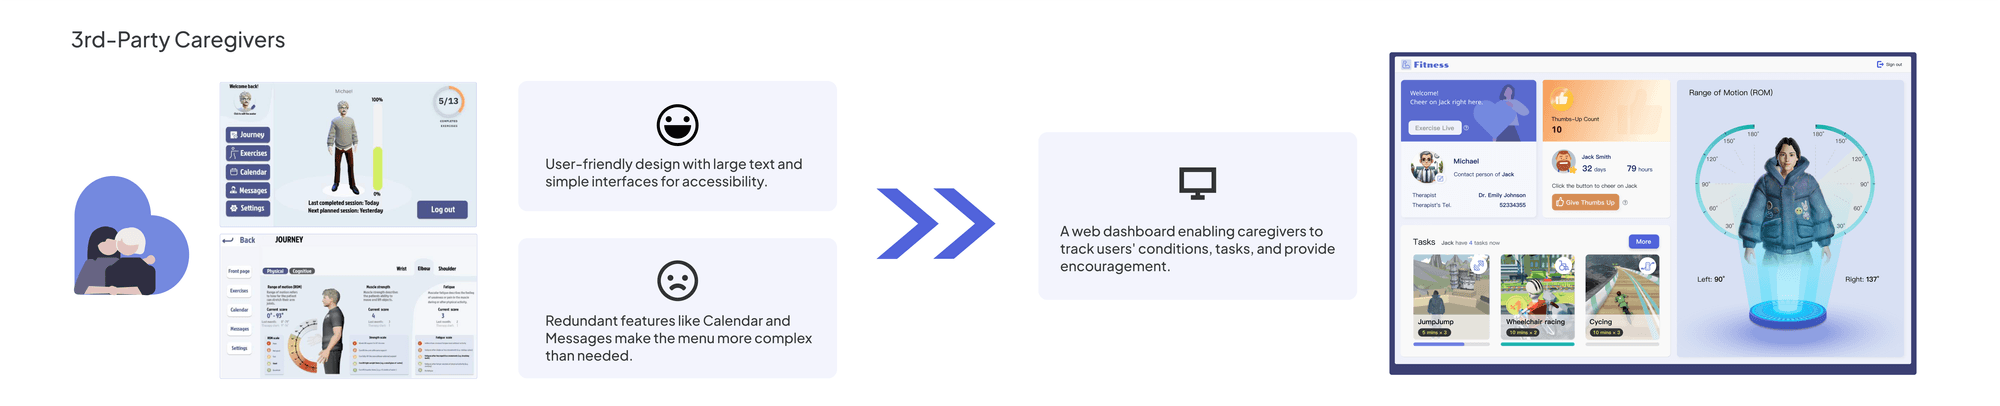 3rd-Party Caregivers
Welcome back!
Michael
100%
5/13
COMPLETED
EXERCISES
Journey
Exercises
Calendar
Messages
Settings
0%
Last completed session: Today
Next planned session: Yesterday
Log out
Back
JOURNEY
Front page
Exercises
Calendar
Messages
Settings
Physical
Cognitive
Wrist
Elbow
Shoulder
Range of motion (ROM)
Muscle strength
Fatigue
Current score
0° - 93°
Current score
4
Current score
3
ROM scale
Strength scale
Fatigue scale
User-friendly design with large text and
simple interfaces for accessibility.
Redundant features like Calendar and
Messages make the menu more complex
than needed.
A web dashboard enabling caregivers to
track users' conditions, tasks, and provide
encouragement.
Fitness
Sign out
Welcome!
Cheer on Jack right here.
Exercise Live
Michael
Contact person of Jack
Therapist
Dr. Emily Johnson
Therapist's Tel.
52334355
Thumbs-Up Count
10
Jack Smith
32 days
79 hours
Click the button to cheer on Jack
Give Thumbs Up
Tasks
Jack have 4 tasks now
More
JumpJump
5 mins × 3
Wheelchair racing
10 mins × 2
Cycing
10 mins × 3
Range of Motion (ROM)
180°
150°
120°
90°
60°
30°
180°
150°
120°
90°
60°
30°
Left: 90°
Right: 137°